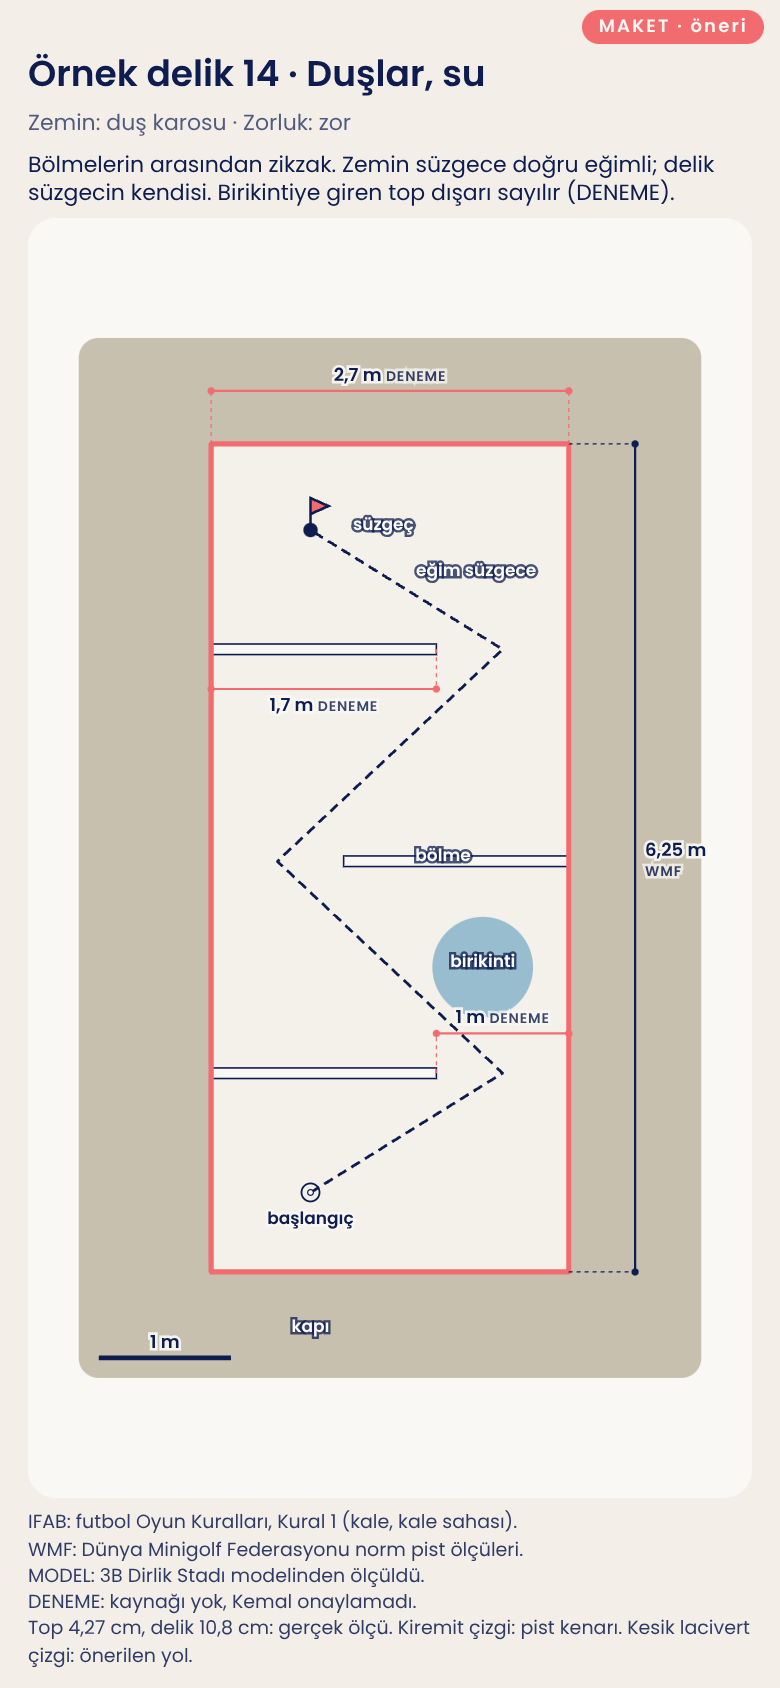 MAKET · öneri
Örnek delik 14 · Duşlar, su
Zemin: duş karosu · Zorluk: zor
Bölmelerin arasından zikzak. Zemin süzgece doğru eğimli; delik
süzgecin kendisi. Birikintiye giren top dışarı sayılır (DENEME).
2,7 m DENEME
süzgeç
eğim süzgece
1,7 m DENEME
bölme
6,25 m
WMF
birikinti
1 m DENEME
başlangıç
kapı
1 m
IFAB: futbol Oyun Kuralları, Kural 1 (kale, kale sahası).
WMF: Dünya Minigolf Federasyonu norm pist ölçüleri.
MODEL: 3B Dirlik Stadı modelinden ölçüldü.
DENEME: kaynağı yok, Kemal onaylamadı.
Top 4,27 cm, delik 10,8 cm: gerçek ölçü. Kiremit çizgi: pist kenarı. Kesik lacivert
çizgi: önerilen yol.